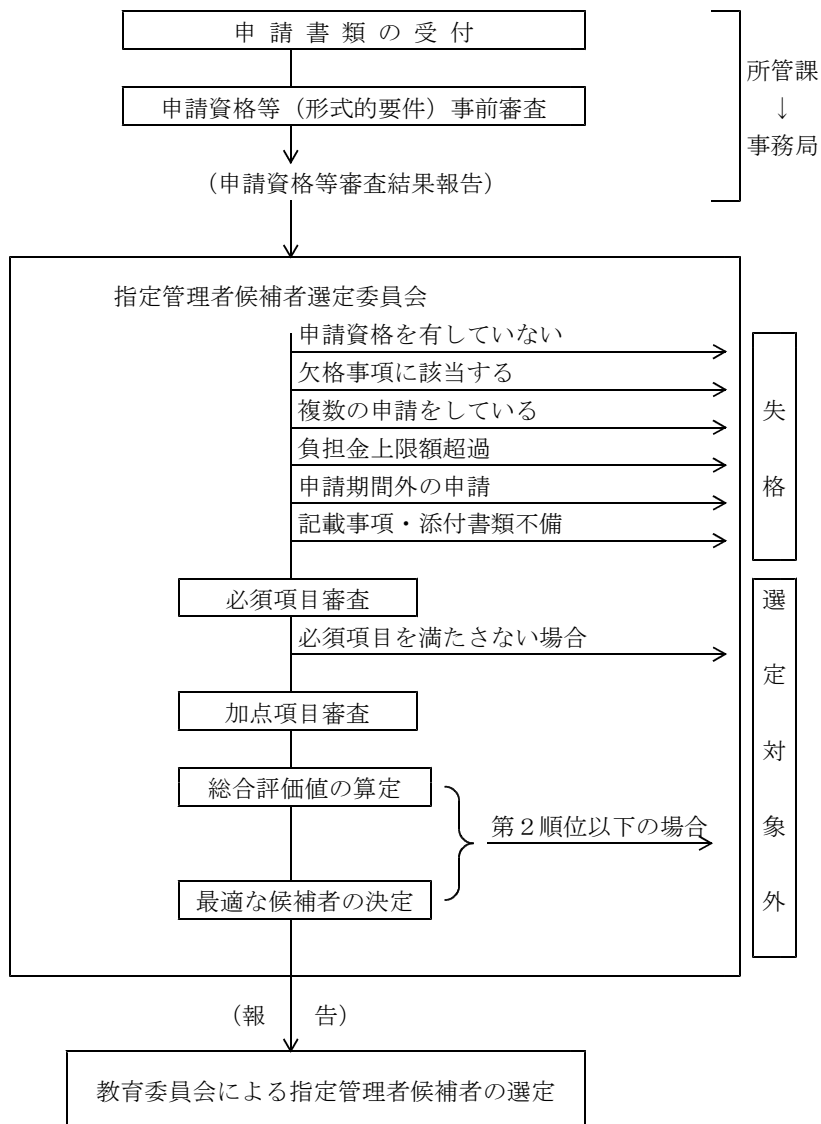 申請書類の受付
申請資格等（形式的要件）事前審査
（申請資格等審査結果報告）
所管課
↓
事務局
指定管理者候補者選定委員会
申請資格を有していない
欠格事項に該当する
複数の申請をしている
負担金上限額超過
申請期間外の申請
記載事項・添付書類不備
失格
必須項目審査
必須項目を満たさない場合
加点項目審査
総合評価値の算定
第２順位以下の場合
最適な候補者の決定
選定対象外
（報　告）
教育委員会による指定管理者候補者の選定